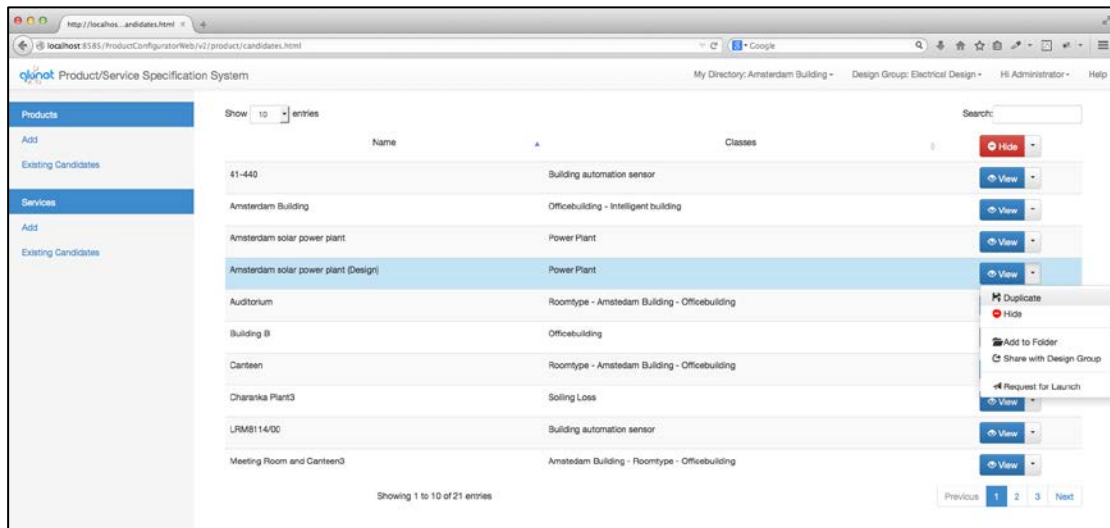 http://localhos...andidates.html
localhost:8585/ProductConfiguratorWeb/v2/product/candidates.html
Google
qlunot Product/Service Specification System
My Directory: Amsterdam Building
Design Group: Electrical Design
Hi Administrator
Help
Products
Add
Existing Candidates
Services
Add
Existing Candidates
Show 10 entries
Search:
Name Classes Hide
41-440 Building automation sensor View
Amsterdam Building Officebuilding - Intelligent building View
Amsterdam solar power plant Power Plant View
Amsterdam solar power plant (Design) Power Plant View
Auditorium Roomtype - Amstedam Building - Officebuilding
Building B Officebuilding
Canteen Roomtype - Amstedam Building - Officebuilding
Charanka Plant3 Soiling Loss View
LRM8114/00 Building automation sensor View
Meeting Room and Canteen3 Amstedam Building - Roomtype - Officebuilding View
Duplicate
Hide
Add to Folder
Share with Design Group
Request for Launch
Showing 1 to 10 of 21 entries
Previous 1 2 3 Next